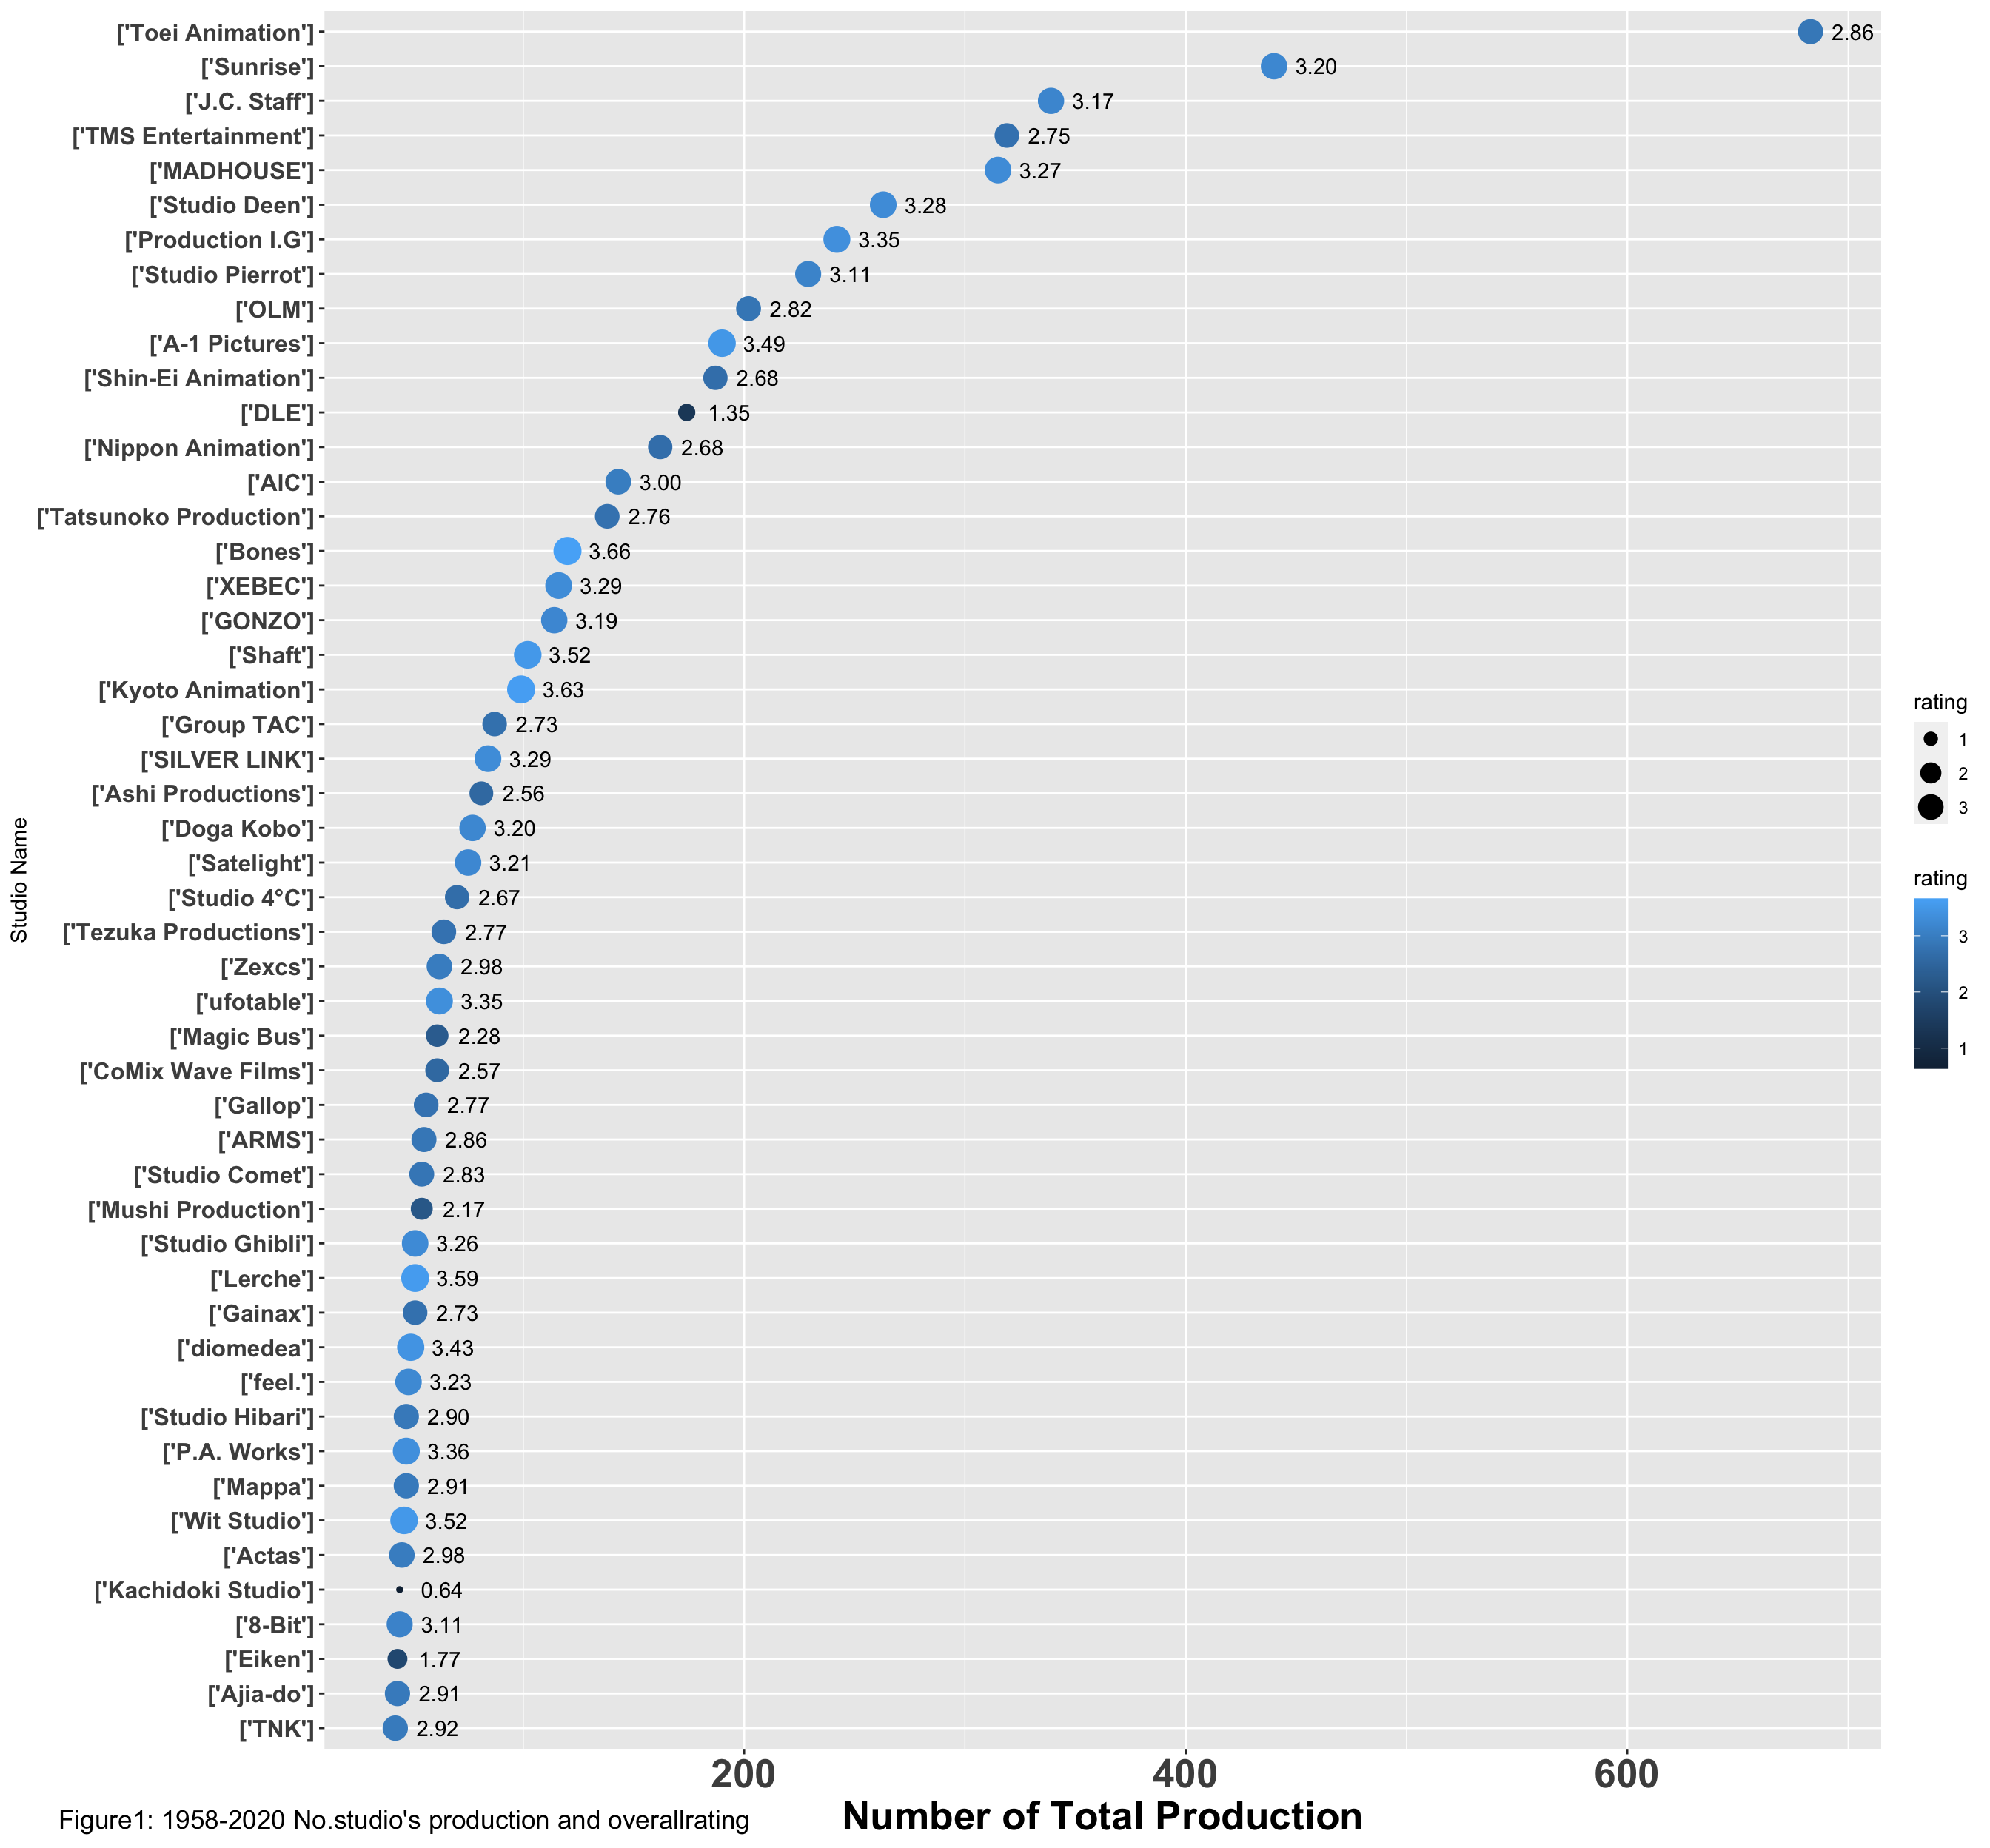 ['Toei Animation'] 2.86
['Sunrise'] 3.20
['J.C. Staff'] 3.17
['TMS Entertainment'] 2.75
['MADHOUSE'] 3.27
['Studio Deen'] 3.28
['Production I.G'] 3.35
['Studio Pierrot'] 3.11
['OLM'] 2.82
['A-1 Pictures'] 3.49
['Shin-Ei Animation'] 2.68
['DLE'] 1.35
['Nippon Animation'] 2.68
['AIC'] 3.00
['Tatsunoko Production'] 2.76
['Bones'] 3.66
['XEBEC'] 3.29
['GONZO'] 3.19
['Shaft'] 3.52
['Kyoto Animation'] 3.63
['Group TAC'] 2.73
['SILVER LINK'] 3.29
['Ashi Productions'] 2.56
['Doga Kobo'] 3.20
['Satelight'] 3.21
['Studio 4°C'] 2.67
['Tezuka Productions'] 2.77
['Zexcs'] 2.98
['ufotable'] 3.35
['Magic Bus'] 2.28
['CoMix Wave Films'] 2.57
['Gallop'] 2.77
['ARMS'] 2.86
['Studio Comet'] 2.83
['Mushi Production'] 2.17
['Studio Ghibli'] 3.26
['Lerche'] 3.59
['Gainax'] 2.73
['diomedea'] 3.43
['feel.'] 3.23
['Studio Hibari'] 2.90
['P.A. Works'] 3.36
['Mappa'] 2.91
['Wit Studio'] 3.52
['Actas'] 2.98
['Kachidoki Studio'] 0.64
['8-Bit'] 3.11
['Eiken'] 1.77
['Ajia-do'] 2.91
['TNK'] 2.92
Studio Name
200 400 600
Number of Total Production
Figure1: 1958-2020 No.studio's production and overallrating
rating
1
2
3
rating
3
2
1